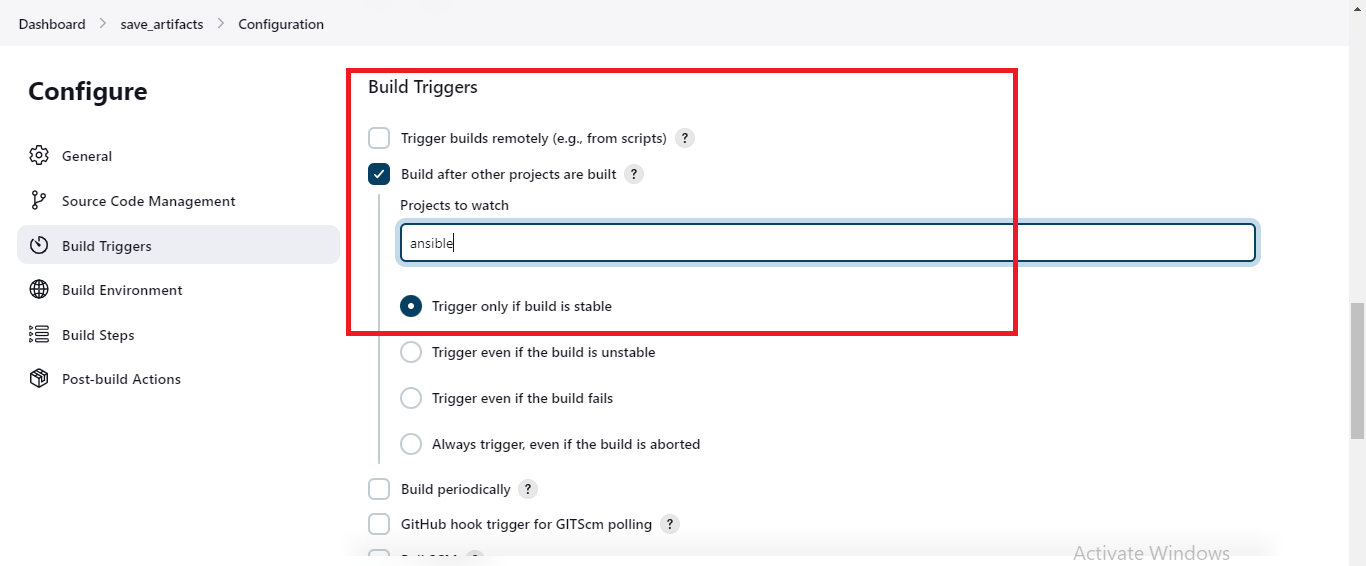 Dashboard > save_artifacts > Configuration
Configure
General
Source Code Management
Build Triggers
Build Environment
Build Steps
Post-build Actions
Build Triggers
Trigger builds remotely (e.g., from scripts) ?
Build after other projects are built ?
Projects to watch
ansible
Trigger only if build is stable
Trigger even if the build is unstable
Trigger even if the build fails
Always trigger, even if the build is aborted
Build periodically ?
GitHub hook trigger for GITScm polling ?
Activate Windows